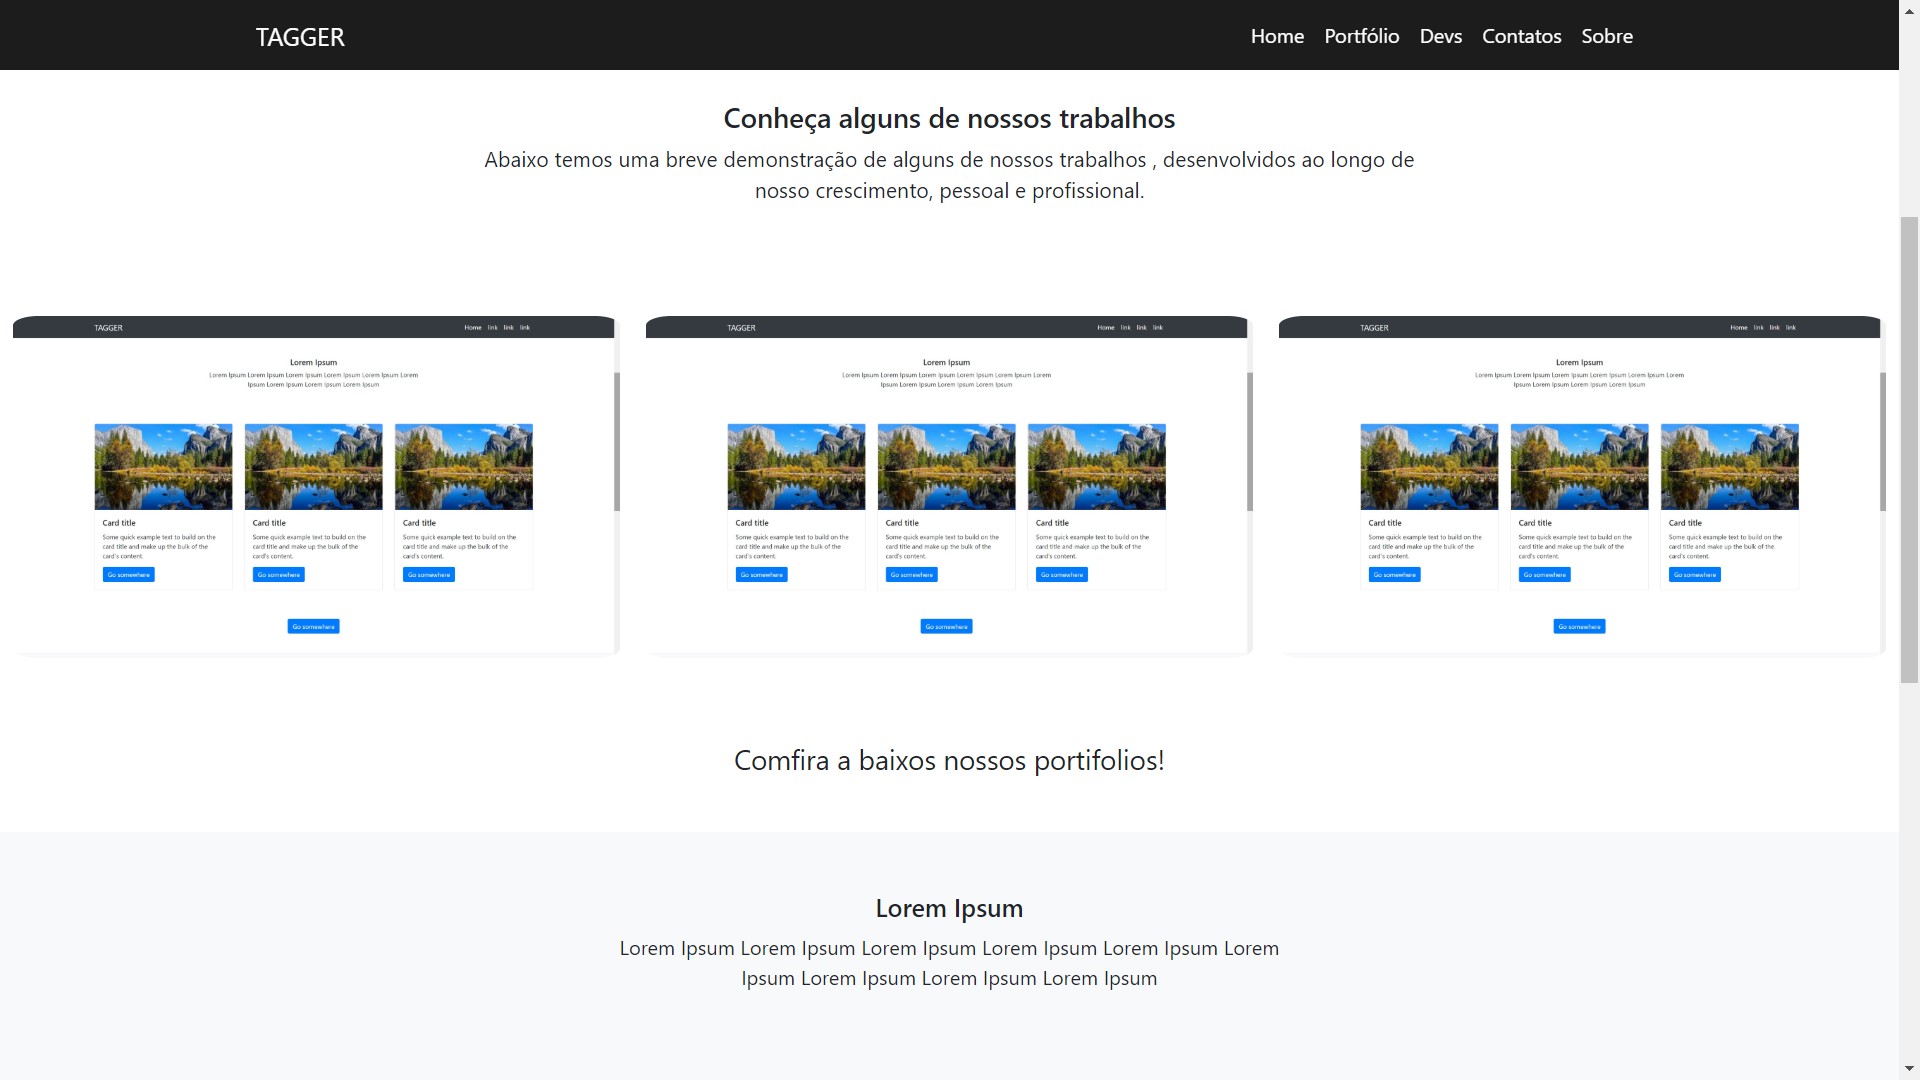 TAGGER
Home Portfólio Devs Contatos Sobre
Conheça alguns de nossos trabalhos
Abaixo temos uma breve demonstração de alguns de nossos trabalhos , desenvolvidos ao longo de
nosso crescimento, pessoal e profissional.
TAGGER Home link link link
Lorem Ipsum
Lorem Ipsum Lorem Ipsum Lorem Ipsum Lorem Ipsum Lorem Ipsum Lorem
Ipsum Lorem Ipsum Lorem Ipsum Lorem Ipsum
Card title Card title Card title
Some quick example text to build on the Some quick example text to build on the Some quick example text to build on the
card title and make up the bulk of the card title and make up the bulk of the card title and make up the bulk of the
card's content. card's content. card's content.
Go somewhere Go somewhere Go somewhere
Go somewhere
TAGGER Home link link link
Lorem Ipsum
Lorem Ipsum Lorem Ipsum Lorem Ipsum Lorem Ipsum Lorem Ipsum Lorem
Ipsum Lorem Ipsum Lorem Ipsum Lorem Ipsum
Card title Card title Card title
Some quick example text to build on the Some quick example text to build on the Some quick example text to build on the
card title and make up the bulk of the card title and make up the bulk of the card title and make up the bulk of the
card's content. card's content. card's content.
Go somewhere Go somewhere Go somewhere
Go somewhere
TAGGER Home link link link
Lorem Ipsum
Lorem Ipsum Lorem Ipsum Lorem Ipsum Lorem Ipsum Lorem Ipsum Lorem
Ipsum Lorem Ipsum Lorem Ipsum Lorem Ipsum
Card title Card title Card title
Some quick example text to build on the Some quick example text to build on the Some quick example text to build on the
card title and make up the bulk of the card title and make up the bulk of the card title and make up the bulk of the
card's content. card's content. card's content.
Go somewhere Go somewhere Go somewhere
Go somewhere
Comfira a baixos nossos portifolios!
Lorem Ipsum
Lorem Ipsum Lorem Ipsum Lorem Ipsum Lorem Ipsum Lorem Ipsum Lorem
Ipsum Lorem Ipsum Lorem Ipsum Lorem Ipsum